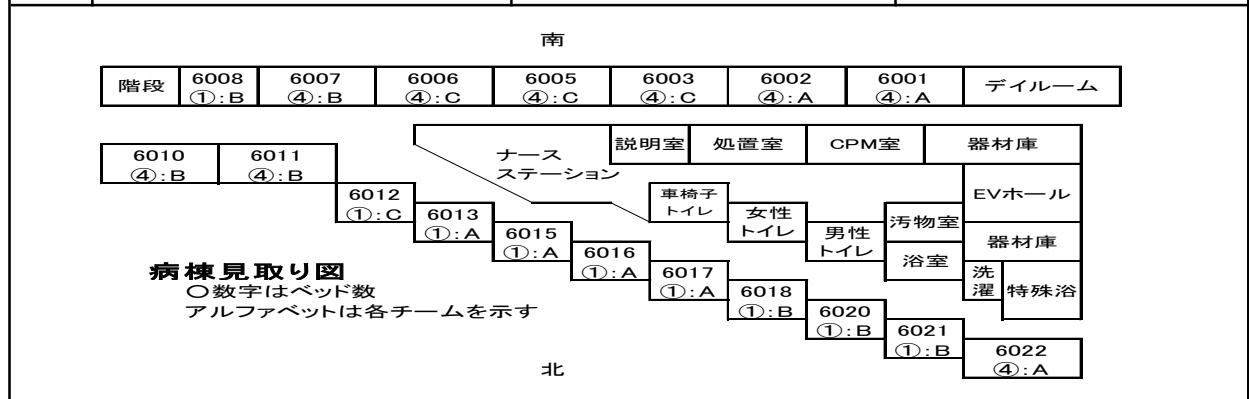 南
階段
6008
①:B
6007
④:B
6006
④:C
6005
④:C
6003
④:C
6002
④:A
6001
④:A
デイルーム
ナース
ステーション
説明室
処置室
CPM室
器材庫
6010
④:B
6011
④:B
6012
①:C
6013
①:A
6015
①:A
6016
①:A
6017
①:A
6018
①:B
6020
①:B
6021
①:B
6022
④:A
車椅子
トイレ
女性
トイレ
男性
トイレ
汚物室
浴室
EVホール
器材庫
洗
濯
特殊浴
病棟見取り図
○数字はベッド数
アルファベットは各チームを示す
北